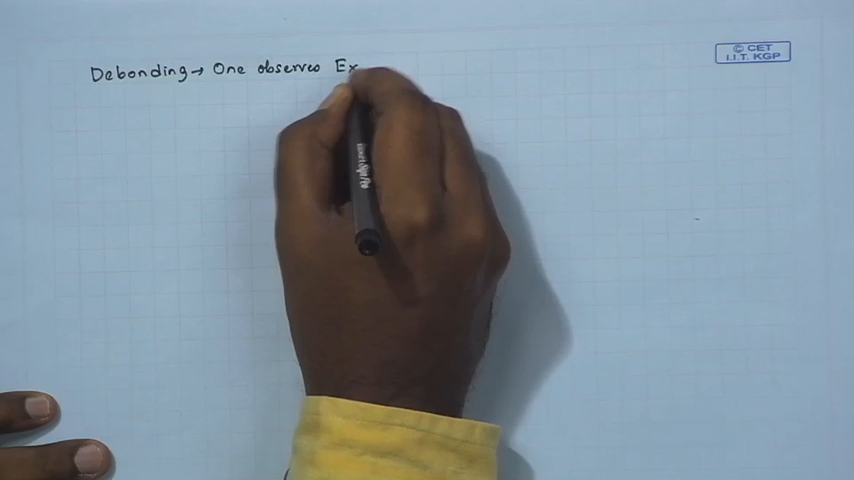 Debonding → One observes Ex
© CET
I.I.T. KGP